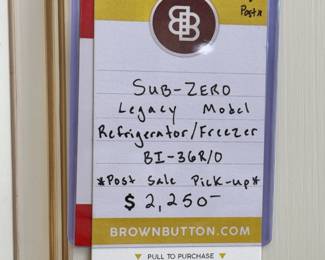 Post*
B B
SUB-ZERO
Legacy Model
Refrigerator/Freezer
BI-36R/O
*Post Sale Pick-up*
$ 2,250-
BROWNBUTTON.COM
PULL TO PURCHASE